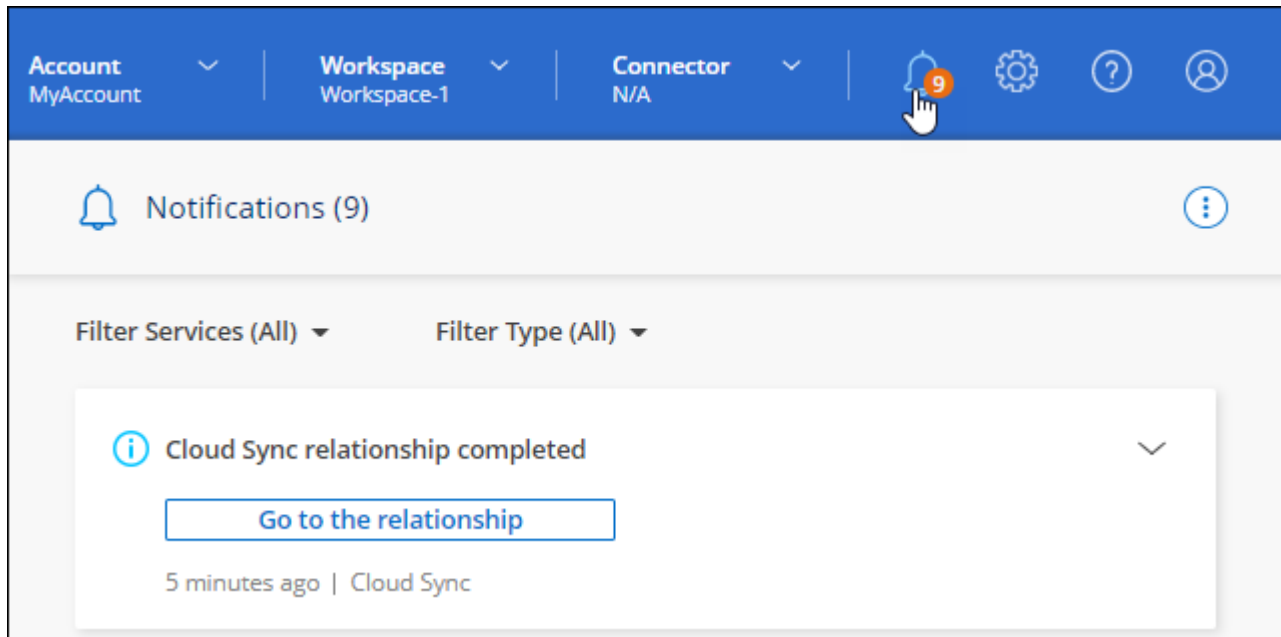 Account
MyAccount
Workspace
Workspace-1
Connector
N/A
9
Notifications (9)
Filter Services (All)
Filter Type (All)
Cloud Sync relationship completed
Go to the relationship
5 minutes ago | Cloud Sync